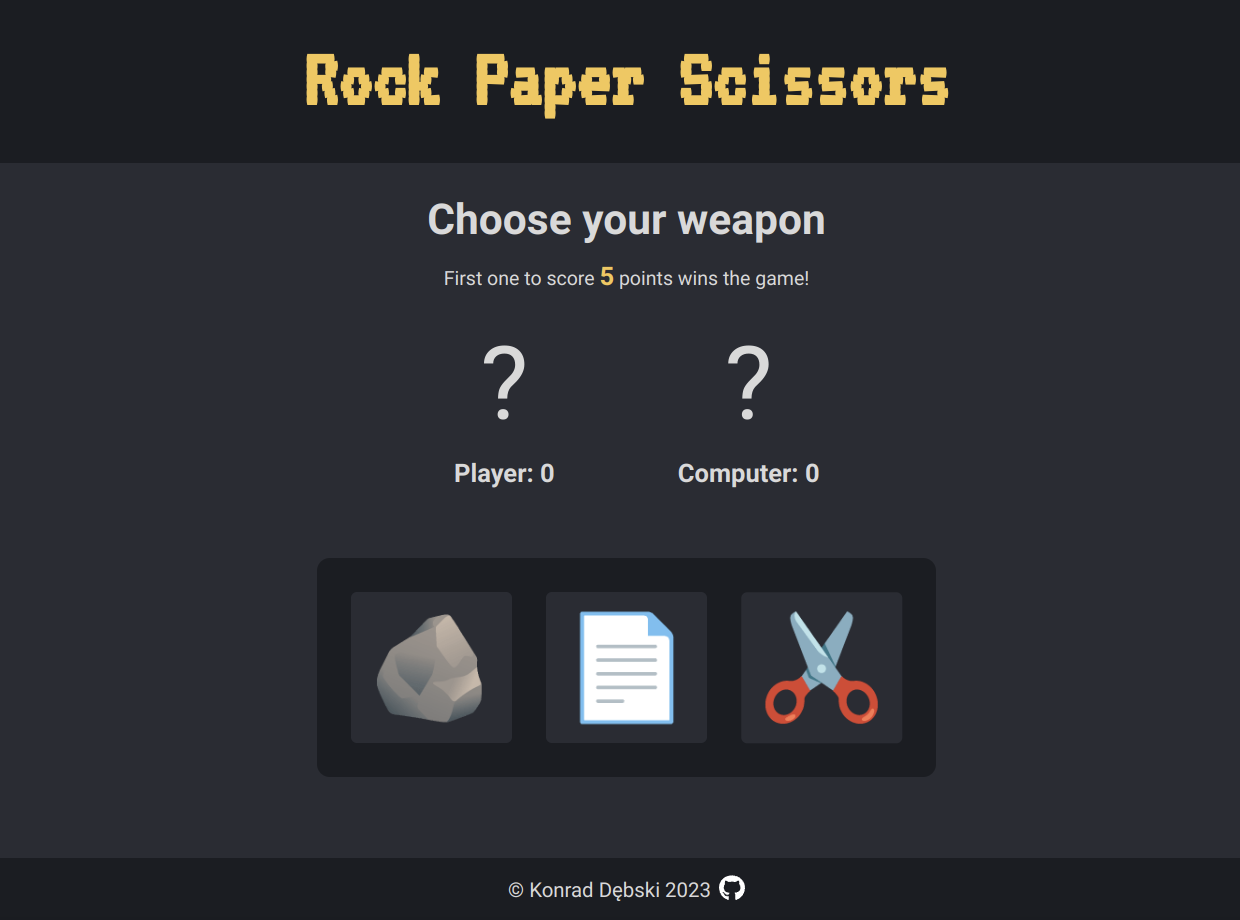 Rock Paper Scissors
Choose your weapon
First one to score 5 points wins the game!
? ?
Player: 0 Computer: 0
© Konrad Dębski 2023